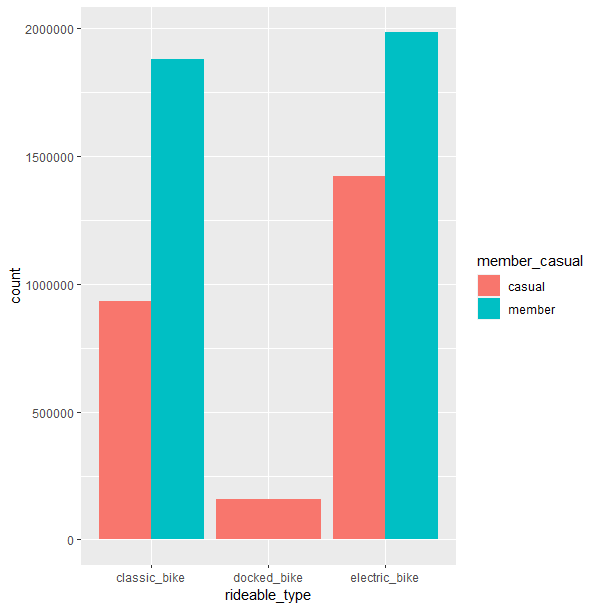 2000000
1500000
1000000
500000
0
count
classic_bike
docked_bike
electric_bike
rideable_type
member_casual
casual
member